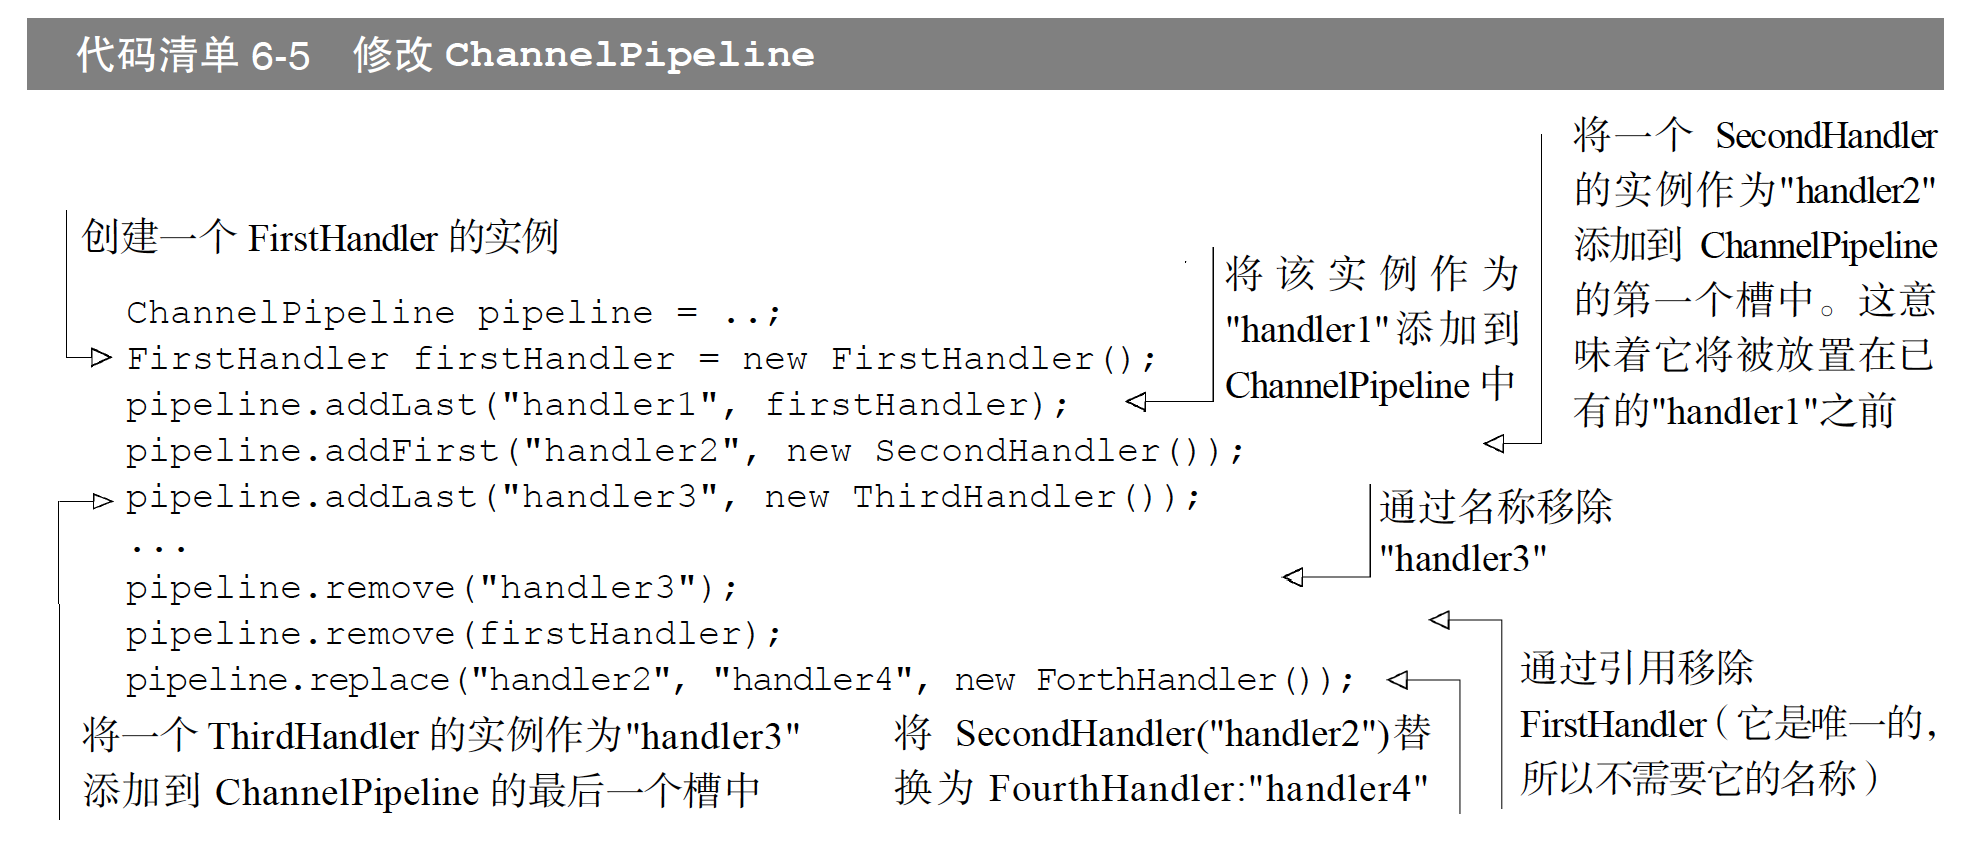 代码清单 6-5　修改 ChannelPipeline
创建一个 FirstHandler 的实例
ChannelPipeline pipeline = ..;
FirstHandler firstHandler = new FirstHandler();
pipeline.addLast("handler1", firstHandler);
pipeline.addFirst("handler2", new SecondHandler());
pipeline.addLast("handler3", new ThirdHandler());
...
pipeline.remove("handler3");
pipeline.remove(firstHandler);
pipeline.replace("handler2", "handler4", new ForthHandler());
将该实例作为
"handler1"添加到
ChannelPipeline 中
将一个 SecondHandler
的实例作为"handler2"
添加到 ChannelPipeline
的第一个槽中。这意
味着它将被放置在已
有的"handler1"之前
通过名称移除
"handler3"
通过引用移除
FirstHandler（它是唯一的，
所以不需要它的名称）
将一个 ThirdHandler 的实例作为"handler3"
添加到 ChannelPipeline 的最后一个槽中
将 SecondHandler("handler2")替
换为 FourthHandler:"handler4"